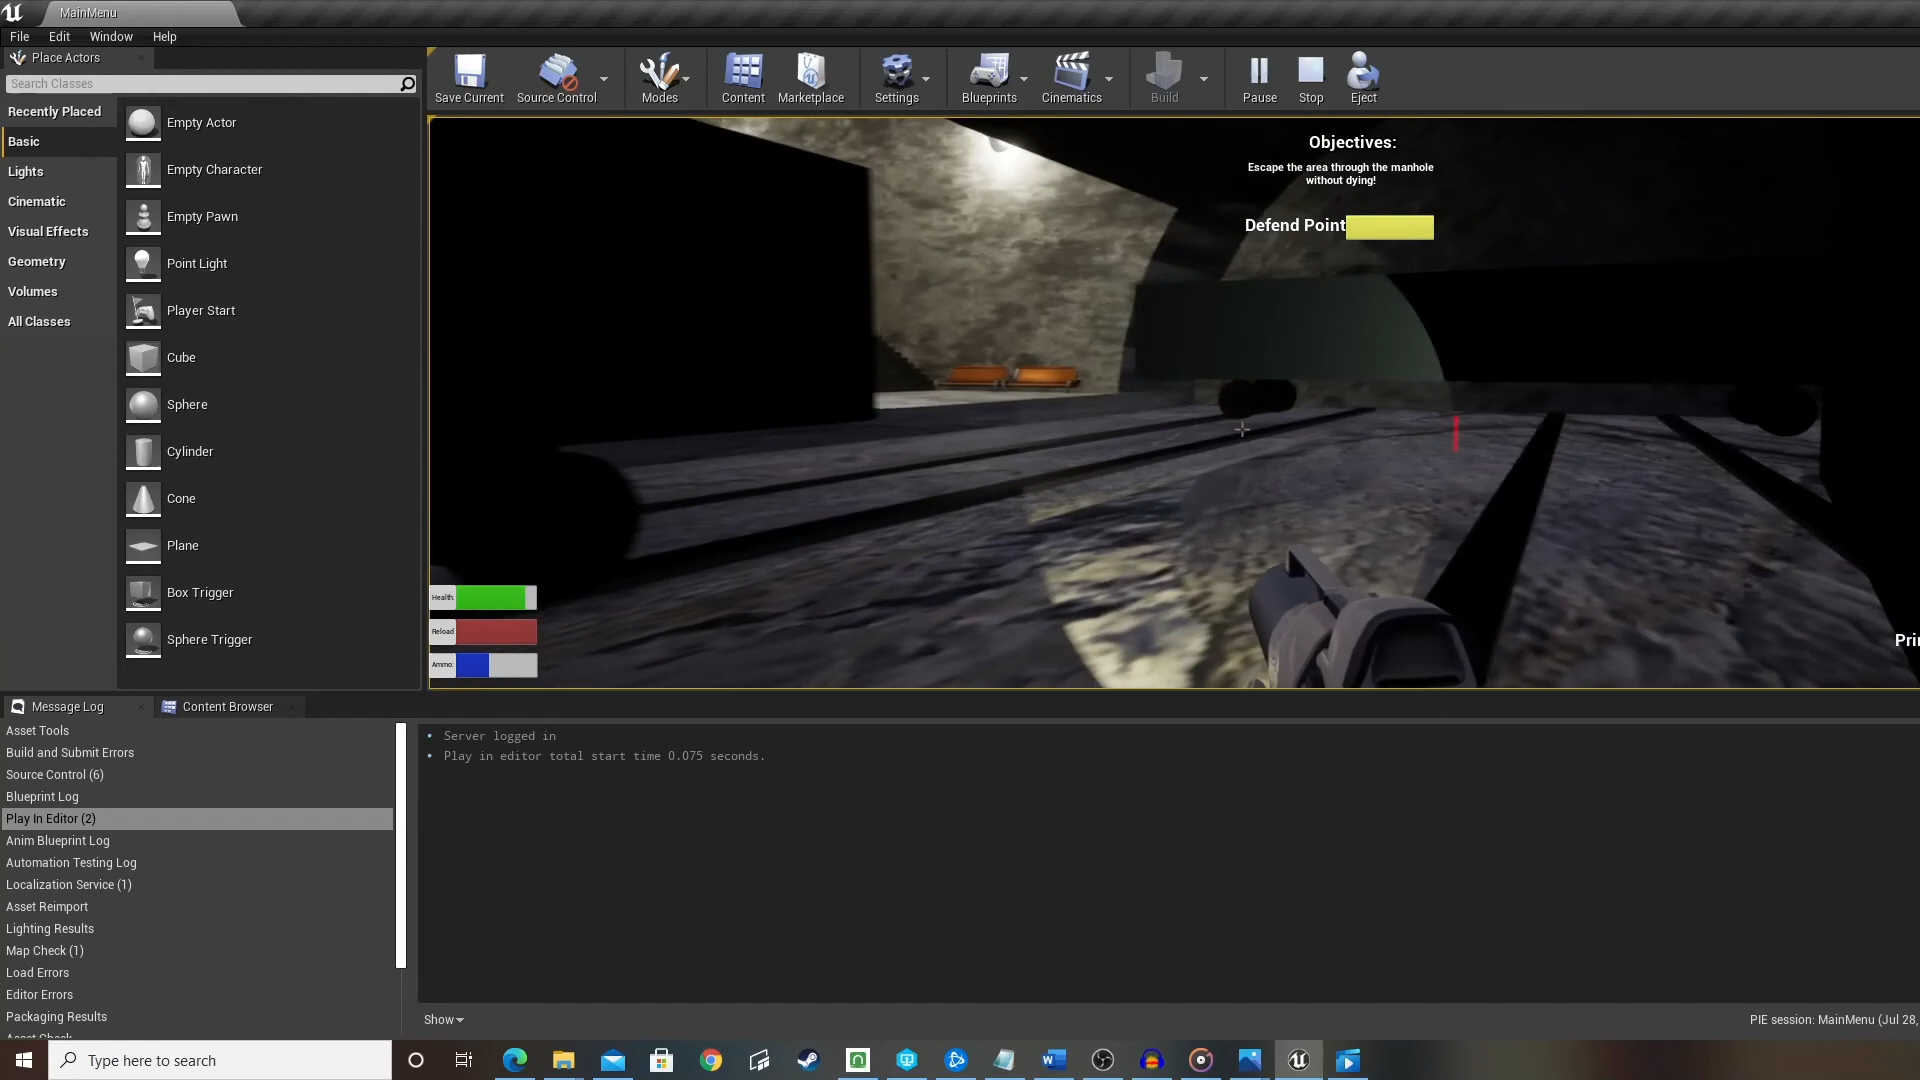 MainMenu
File Edit Window Help
Place Actors
Search Classes
Recently Placed
Basic
Lights
Cinematic
Visual Effects
Geometry
Volumes
All Classes
Empty Actor
Empty Character
Empty Pawn
Point Light
Player Start
Cube
Sphere
Cylinder
Cone
Plane
Box Trigger
Sphere Trigger
Save Current Source Control Modes Content Marketplace Settings Blueprints Cinematics Build Pause Stop Eject
Objectives:
Escape the area through the manhole
without dying!
Defend Point
Health:
Reload
Ammo:
Pri
Message Log Content Browser
Asset Tools
Build and Submit Errors
Source Control (6)
Blueprint Log
Play In Editor (2)
Anim Blueprint Log
Automation Testing Log
Localization Service (1)
Asset Reimport
Lighting Results
Map Check (1)
Load Errors
Editor Errors
Packaging Results
Asset Check
• Server logged in
• Play in editor total start time 0.075 seconds.
Show
PIE session: MainMenu (Jul 28,
Type here to search